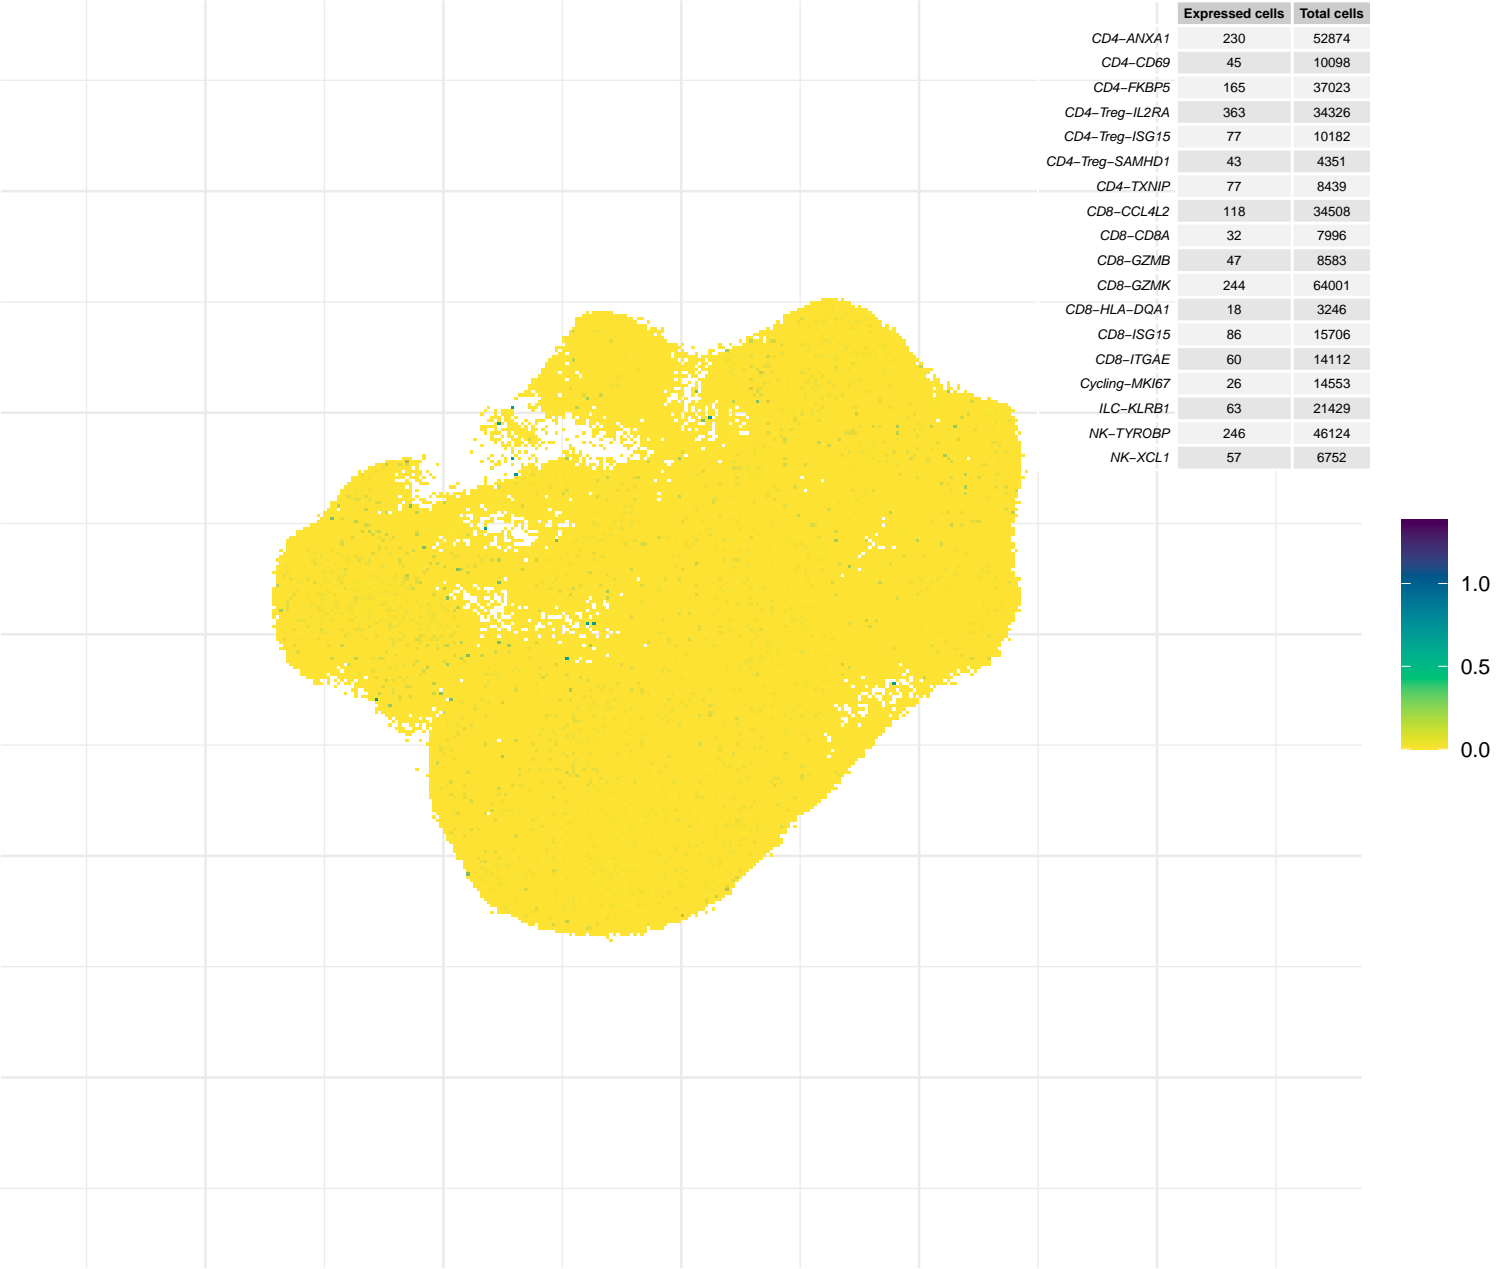 Expressed cells Total cells
CD4−ANXA1 230 52874
CD4−CD69 45 10098
CD4−FKBP5 165 37023
CD4−Treg−IL2RA 363 34326
CD4−Treg−ISG15 77 10182
CD4−Treg−SAMHD1 43 4351
CD4−TXNIP 77 8439
CD8−CCL4L2 118 34508
CD8−CD8A 32 7996
CD8−GZMB 47 8583
CD8−GZMK 244 64001
CD8−HLA−DQA1 18 3246
CD8−ISG15 86 15706
CD8−ITGAE 60 14112
Cycling−MKI67 26 14553
ILC−KLRB1 63 21429
NK−TYROBP 246 46124
NK−XCL1 57 6752
1.0
0.5
0.0